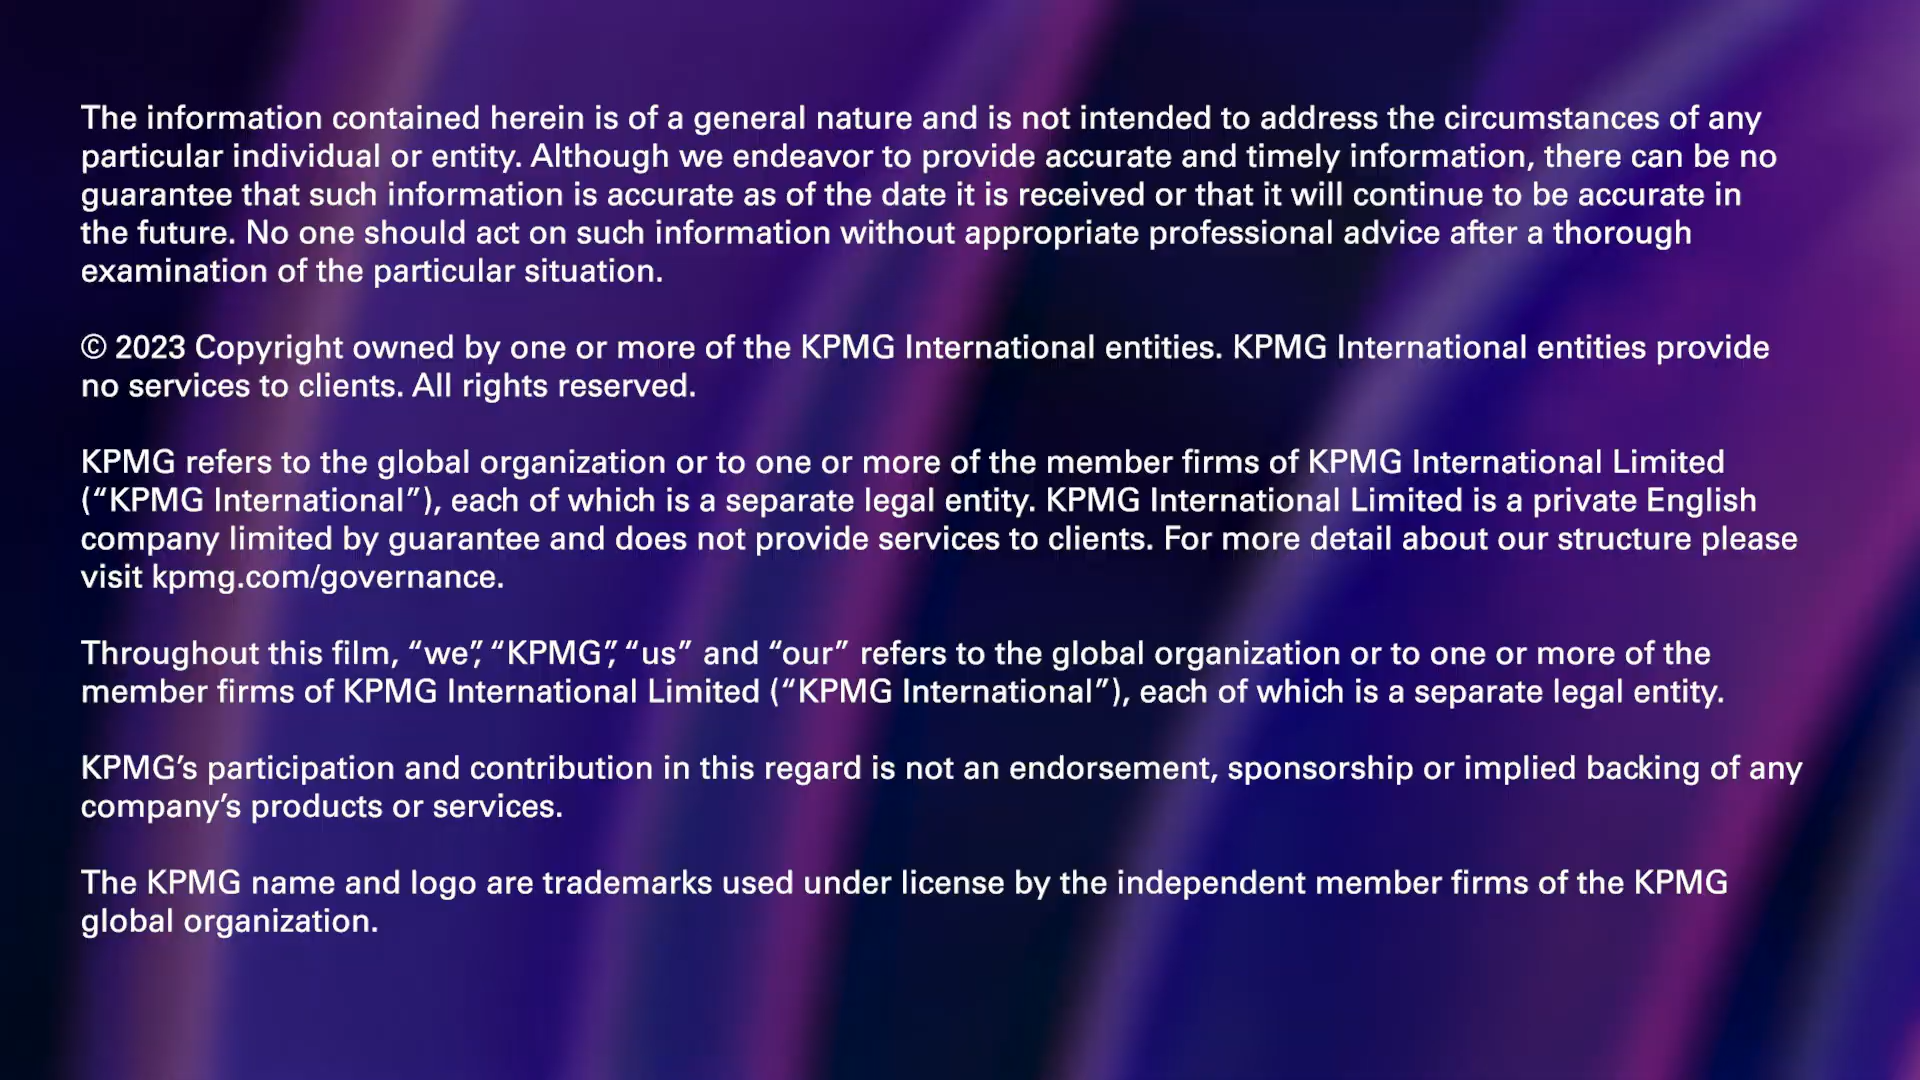 The information contained herein is of a general nature and is not intended to address the circumstances of any
particular individual or entity. Although we endeavor to provide accurate and timely information, there can be no
guarantee that such information is accurate as of the date it is received or that it will continue to be accurate in
the future. No one should act on such information without appropriate professional advice after a thorough
examination of the particular situation.
© 2023 Copyright owned by one or more of the KPMG International entities. KPMG International entities provide
no services to clients. All rights reserved.
KPMG refers to the global organization or to one or more of the member firms of KPMG International Limited
(“KPMG International”), each of which is a separate legal entity. KPMG International Limited is a private English
company limited by guarantee and does not provide services to clients. For more detail about our structure please
visit kpmg.com/governance.
Throughout this film, “we”, “KPMG”, “us” and “our” refers to the global organization or to one or more of the
member firms of KPMG International Limited (“KPMG International”), each of which is a separate legal entity.
KPMG’s participation and contribution in this regard is not an endorsement, sponsorship or implied backing of any
company’s products or services.
The KPMG name and logo are trademarks used under license by the independent member firms of the KPMG
global organization.